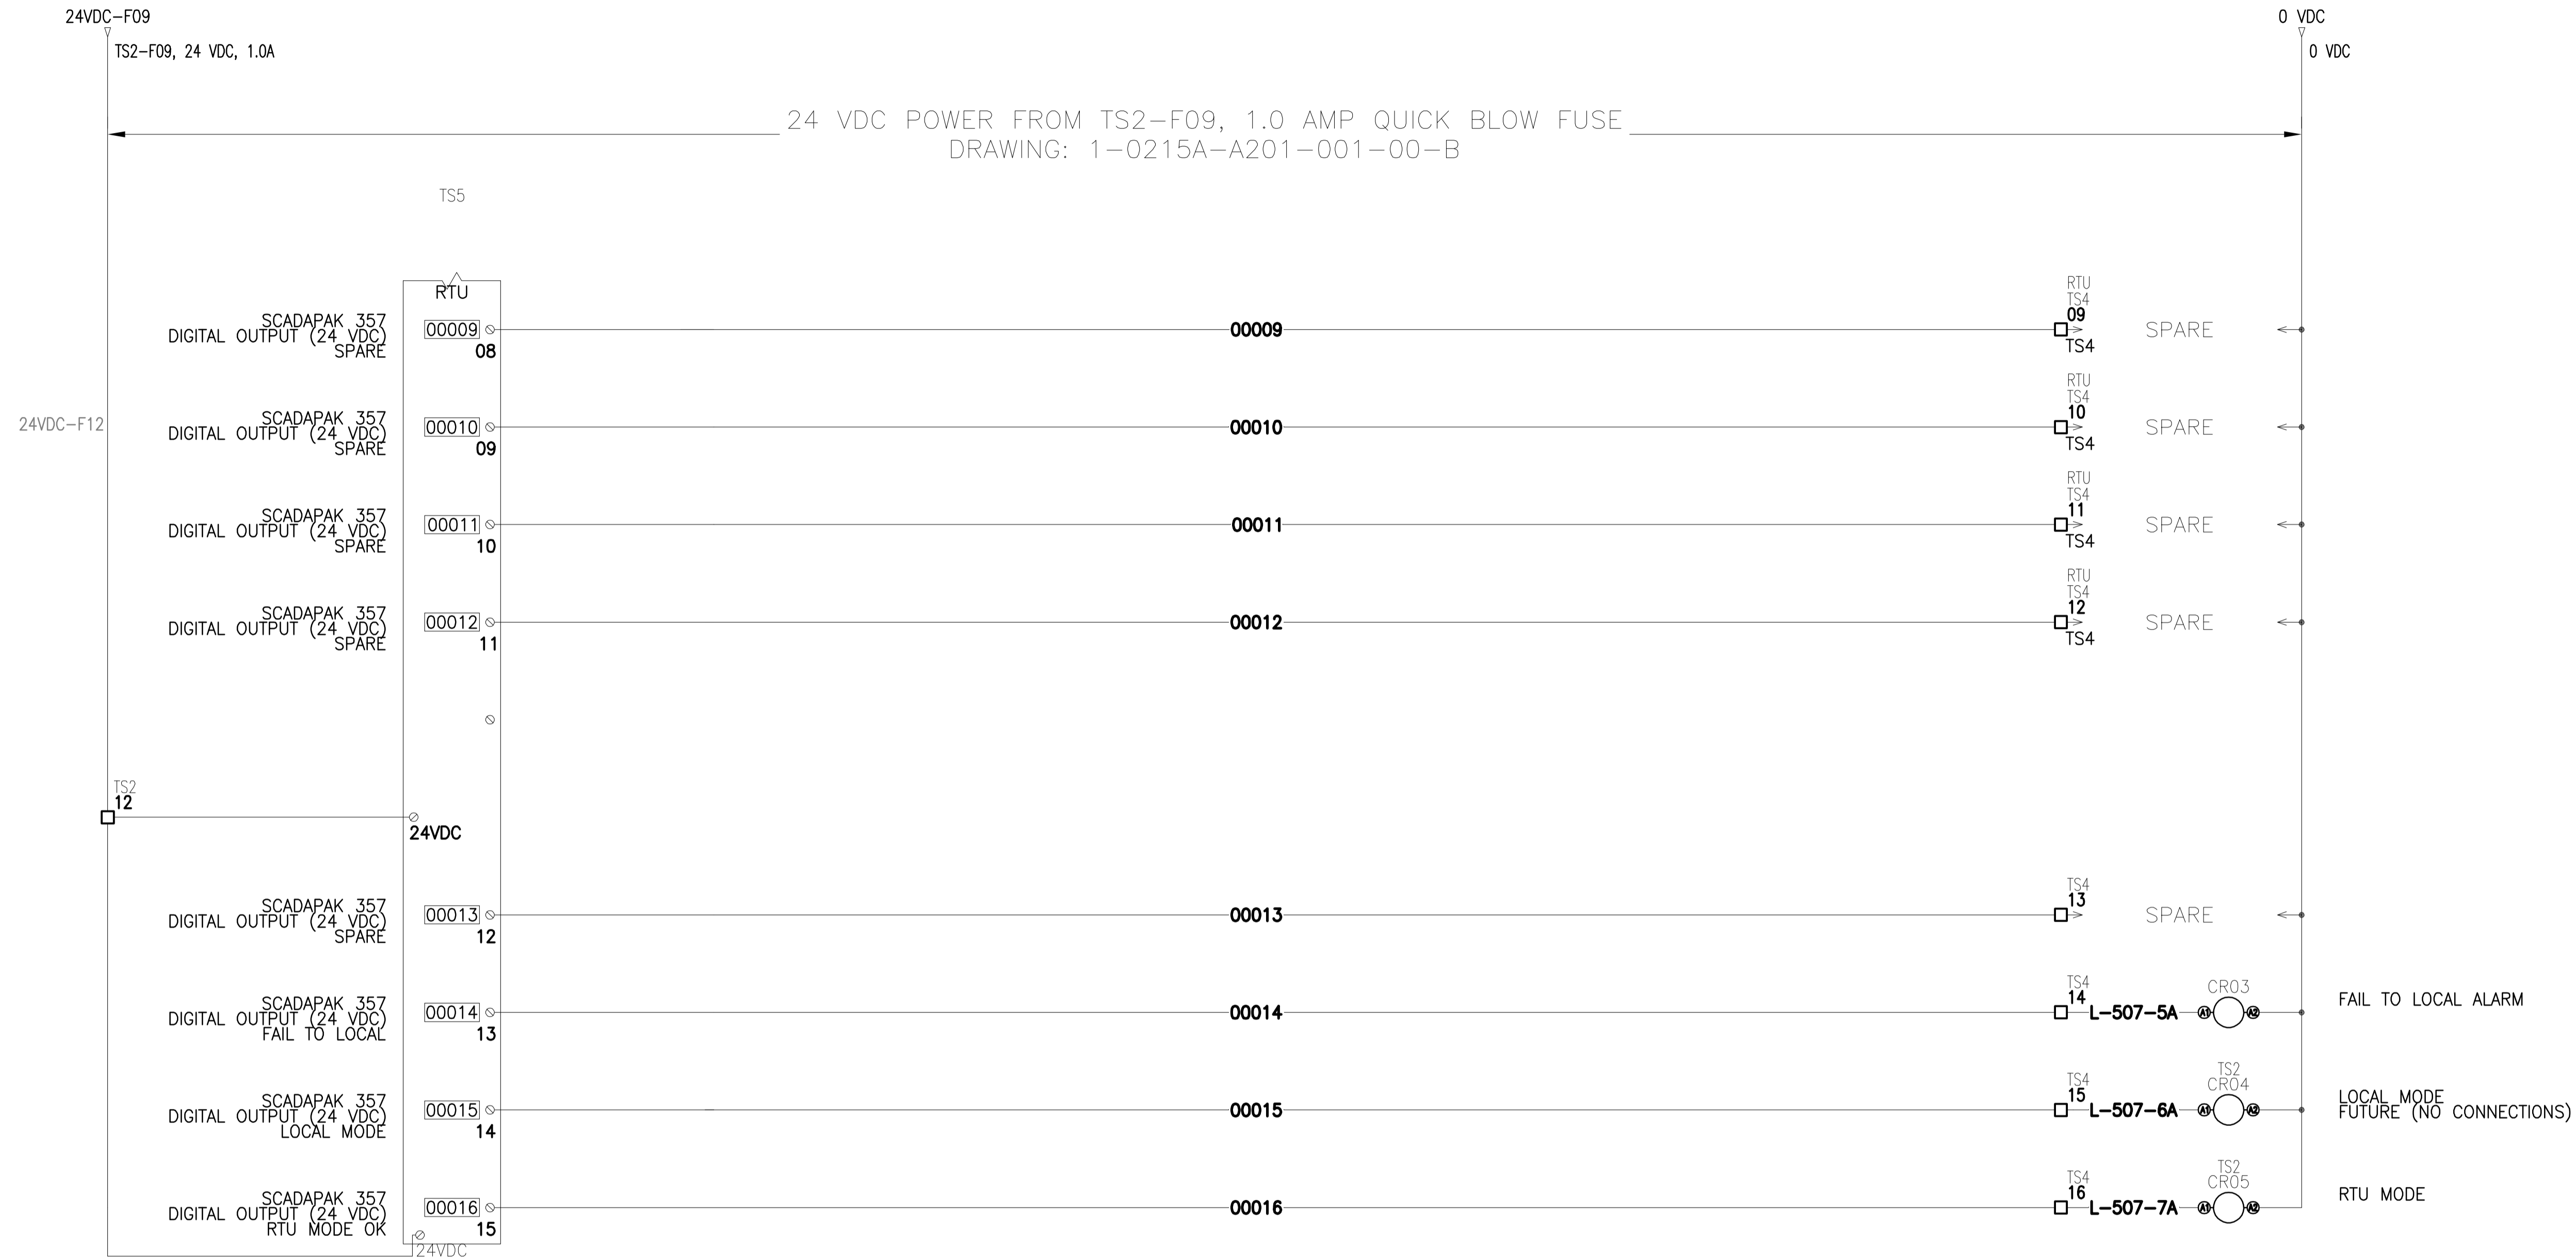 24VDC-F09
0 VDC
TS2-F09, 24 VDC, 1.0A
0 VDC
24 VDC POWER FROM TS2-F09, 1.0 AMP QUICK BLOW FUSE
DRAWING: 1-0215A-A201-001-00-B
TS5
RTU
SCADAPAK 357
DIGITAL OUTPUT (24 VDC)
SPARE
00009
08
00009
RTU
TS4
09
TS4
SPARE
24VDC-F12
SCADAPAK 357
DIGITAL OUTPUT (24 VDC)
SPARE
00010
09
00010
RTU
TS4
10
TS4
SPARE
SCADAPAK 357
DIGITAL OUTPUT (24 VDC)
SPARE
00011
10
00011
RTU
TS4
11
TS4
SPARE
SCADAPAK 357
DIGITAL OUTPUT (24 VDC)
SPARE
00012
11
00012
RTU
TS4
12
TS4
SPARE
TS2
12
24VDC
SCADAPAK 357
DIGITAL OUTPUT (24 VDC)
SPARE
00013
12
00013
TS4
13
SPARE
SCADAPAK 357
DIGITAL OUTPUT (24 VDC)
FAIL TO LOCAL
00014
13
00014
TS4
14
L-507-5A
CR03
A1
A2
FAIL TO LOCAL ALARM
SCADAPAK 357
DIGITAL OUTPUT (24 VDC)
LOCAL MODE
00015
14
00015
TS4
15
L-507-6A
TS2
CR04
A1
A2
LOCAL MODE
FUTURE (NO CONNECTIONS)
SCADAPAK 357
DIGITAL OUTPUT (24 VDC)
RTU MODE OK
00016
15
00016
TS4
16
L-507-7A
TS2
CR05
A1
A2
RTU MODE
24VDC